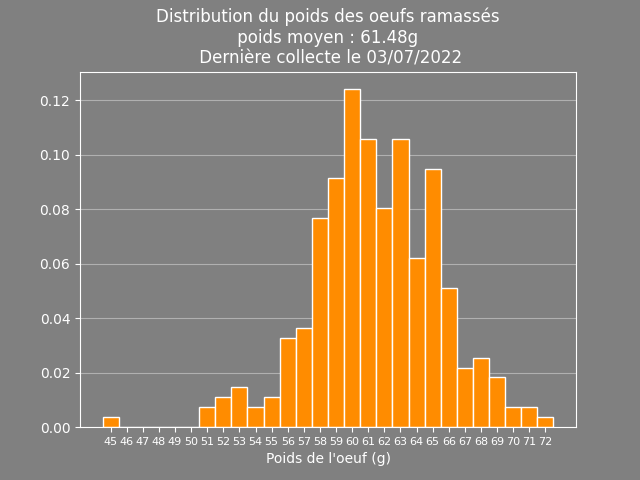 Distribution du poids des oeufs ramassés
poids moyen : 61.48g
Dernière collecte le 03/07/2022
0.12
0.10
0.08
0.06
0.04
0.02
0.00
45 46 47 48 49 50 51 52 53 54 55 56 57 58 59 60 61 62 63 64 65 66 67 68 69 70 71 72
Poids de l'oeuf (g)